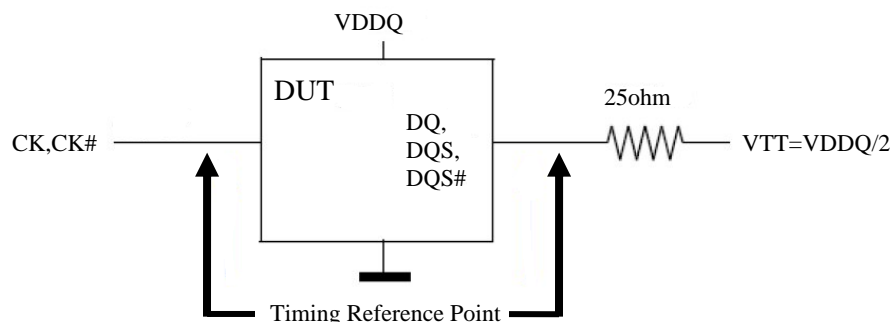 VDDQ
DUT
25ohm
DQ,
CK,CK#
DQS,
VTT=VDDQ/2
DQS#
Timing Reference Point